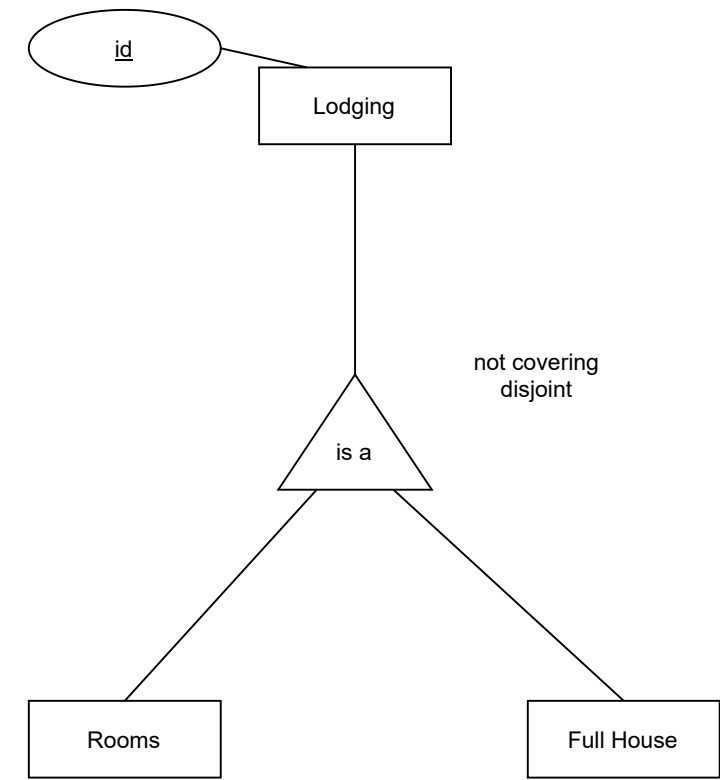 id
Lodging
not covering
disjoint
is a
Rooms
Full House